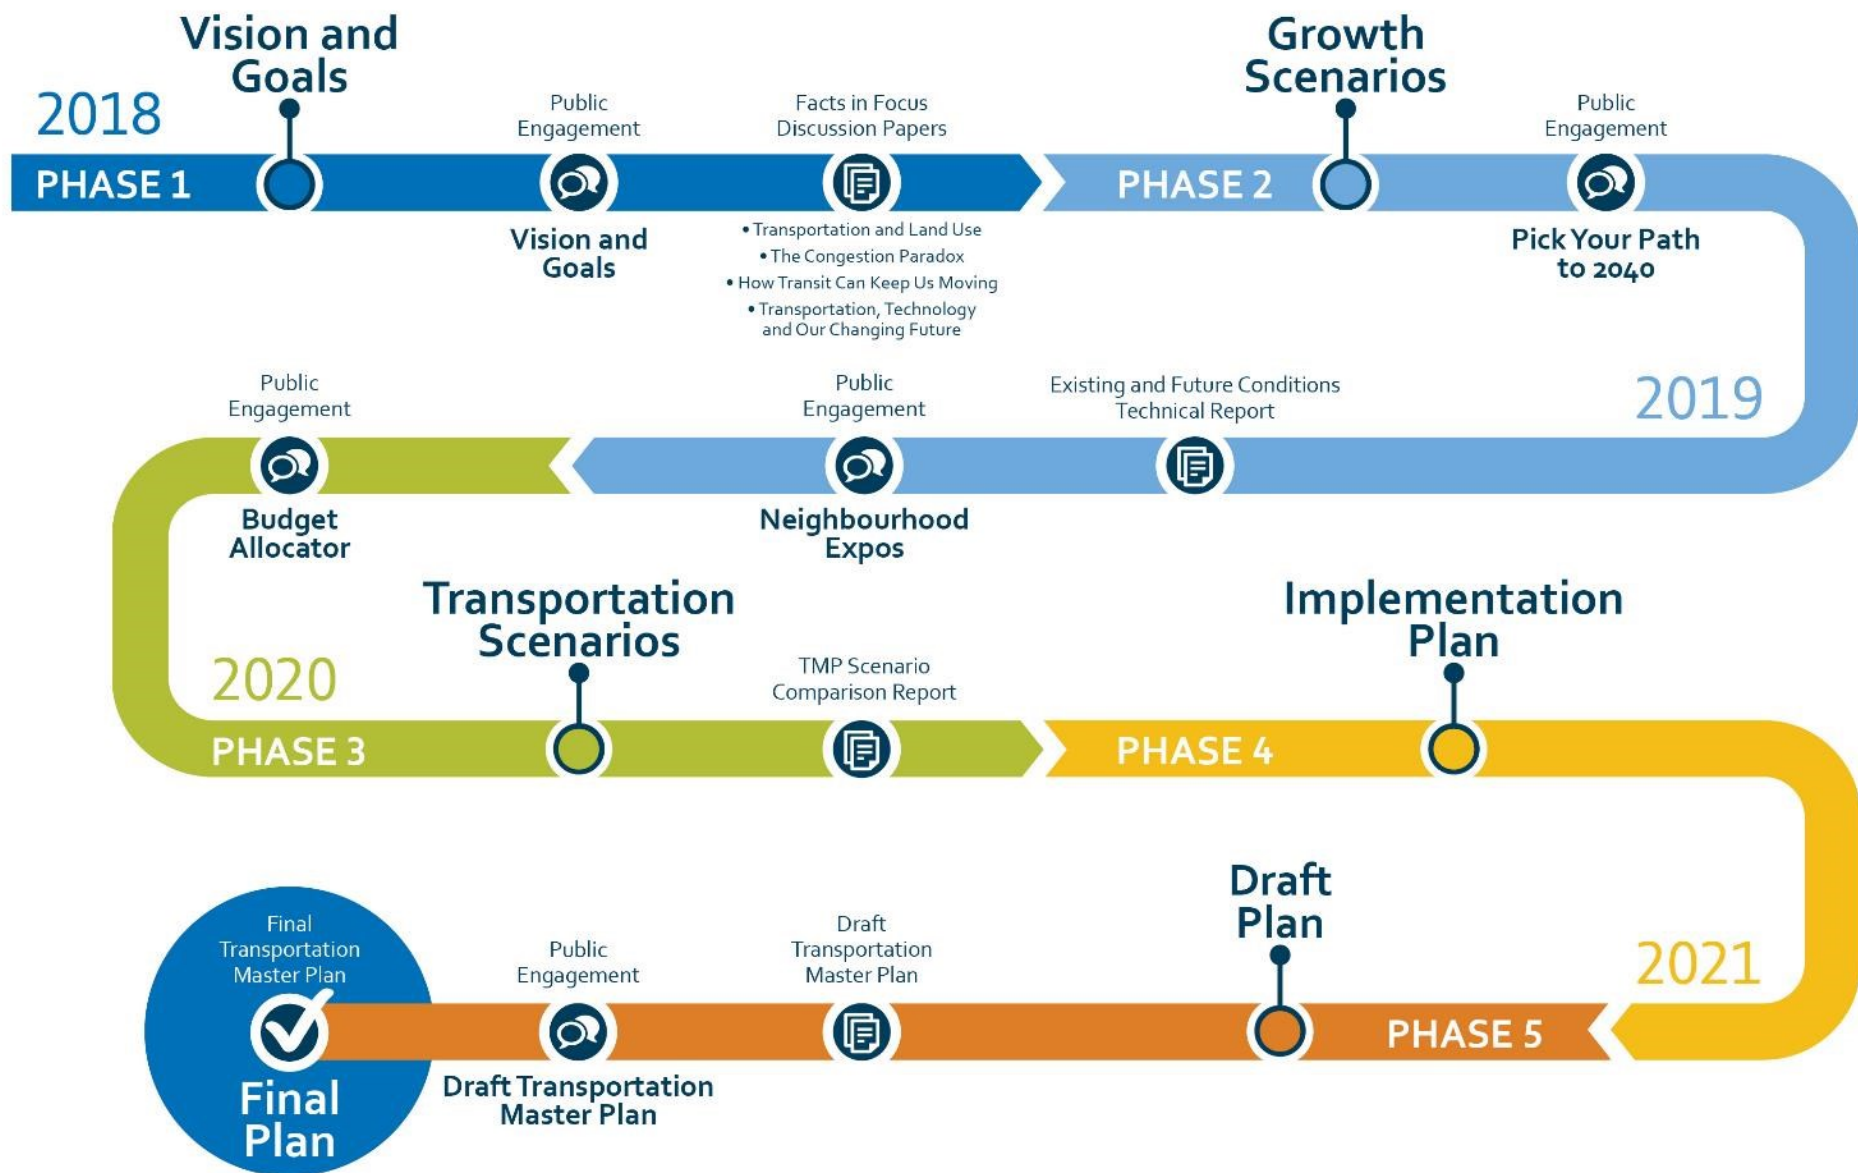 Vision and
Goals
2018
PHASE 1
Public
Engagement
Vision and
Goals
Facts in Focus
Discussion Papers
• Transportation and Land Use
• The Congestion Paradox
• How Transit Can Keep Us Moving
• Transportation, Technology
and Our Changing Future
PHASE 2
Growth
Scenarios
Public
Engagement
Pick Your Path
to 2040
2019
Existing and Future Conditions
Technical Report
Public
Engagement
Neighbourhood
Expos
Public
Engagement
Budget
Allocator
2020
PHASE 3
Transportation
Scenarios
TMP Scenario
Comparison Report
PHASE 4
Implementation
Plan
2021
PHASE 5
Draft
Plan
Draft
Transportation
Master Plan
Public
Engagement
Draft Transportation
Master Plan
Final
Transportation
Master Plan
Final
Plan